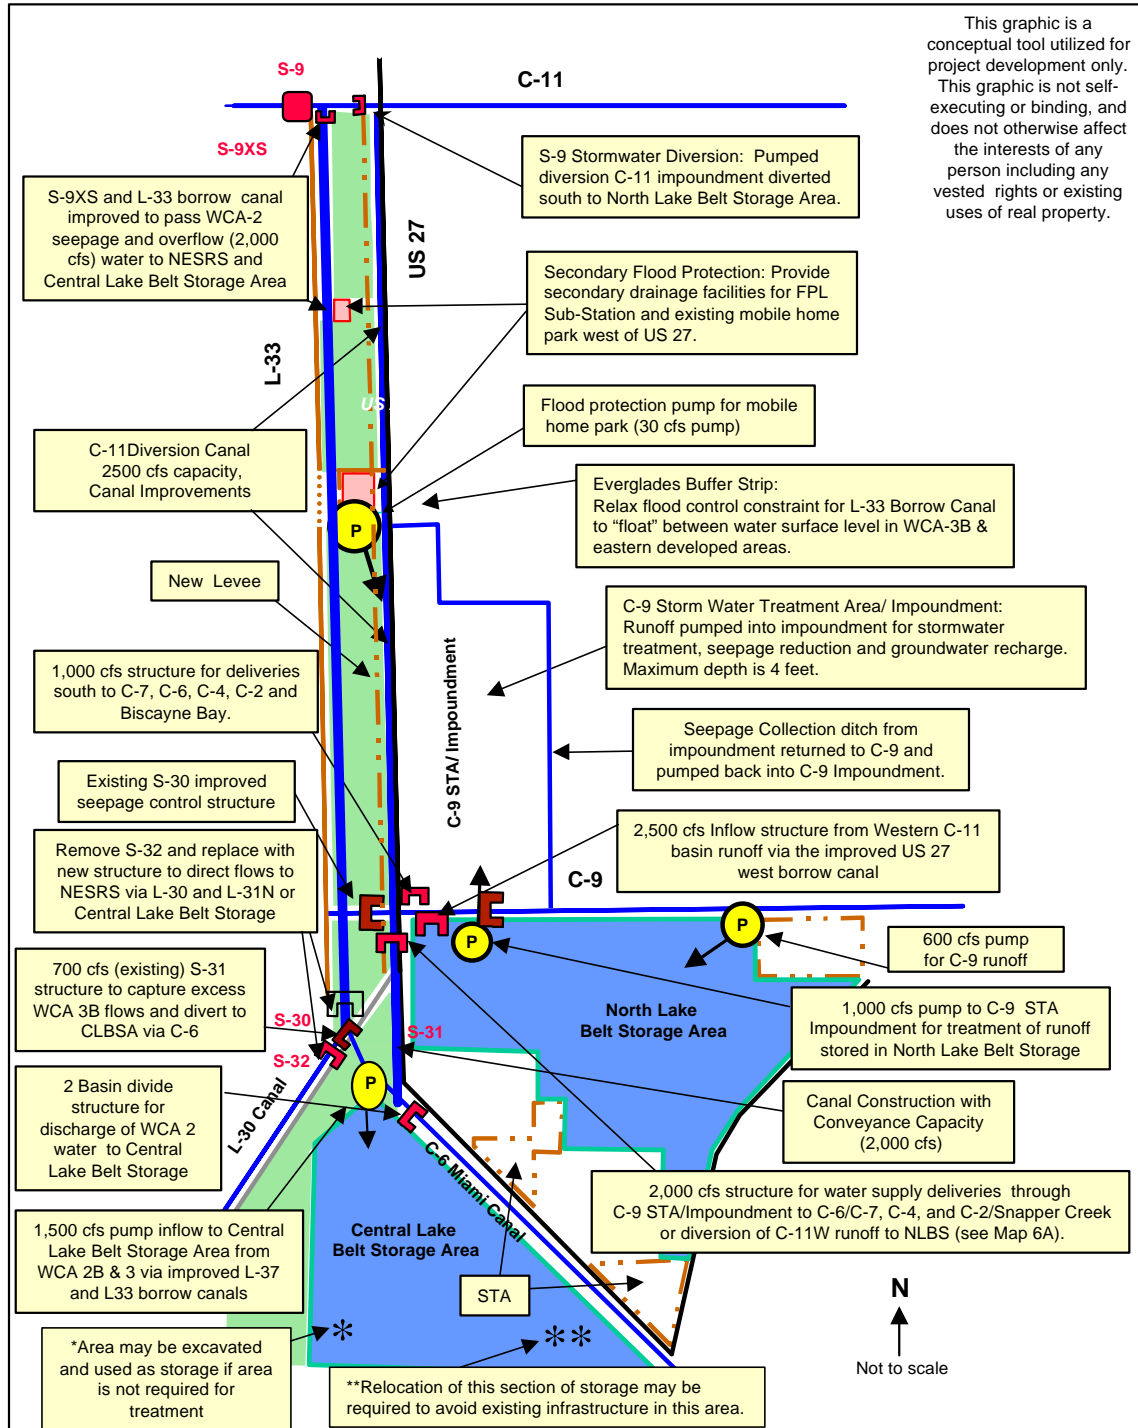 This graphic is a
conceptual tool utilized for
project development only.
This graphic is not self-
executing or binding, and
does not otherwise affect
the interests of any
person including any
vested rights or existing
uses of real property.
S-9
C-11
S-9XS
S-9 Stormwater Diversion: Pumped
diversion C-11 impoundment diverted
south to North Lake Belt Storage Area.
S-9XS and L-33 borrow canal
improved to pass WCA-2
seepage and overflow (2,000
cfs) water to NESRS and
Central Lake Belt Storage Area
US 27
Secondary Flood Protection: Provide
secondary drainage facilities for FPL
Sub-Station and existing mobile home
park west of US 27.
L-33
US
Flood protection pump for mobile
home park (30 cfs pump)
C-11Diversion Canal
2500 cfs capacity,
Canal Improvements
Everglades Buffer Strip:
Relax flood control constraint for L-33 Borrow Canal
to “float” between water surface level in WCA-3B &
eastern developed areas.
P
New Levee
C-9 Storm Water Treatment Area/ Impoundment:
Runoff pumped into impoundment for stormwater
treatment, seepage reduction and groundwater recharge.
Maximum depth is 4 feet.
1,000 cfs structure for deliveries
south to C-7, C-6, C-4, C-2 and
Biscayne Bay.
C-9 STA/ Impoundment
Seepage Collection ditch from
impoundment returned to C-9 and
pumped back into C-9 Impoundment.
Existing S-30 improved
seepage control structure
2,500 cfs Inflow structure from Western C-11
basin runoff via the improved US 27
west borrow canal
Remove S-32 and replace with
new structure to direct flows to
NESRS via L-30 and L-31N or
Central Lake Belt Storage
C-9
P
P
600 cfs pump
for C-9 runoff
700 cfs (existing) S-31
structure to capture excess
WCA 3B flows and divert to
CLBSA via C-6
North Lake
Belt Storage Area
1,000 cfs pump to C-9 STA
Impoundment for treatment of runoff
stored in North Lake Belt Storage
S-30
S-31
S-32
P
2 Basin divide
structure for
discharge of WCA 2
water to Central
Lake Belt Storage
L-30 Canal
Canal Construction with
Conveyance Capacity
(2,000 cfs)
C-6 Miami Canal
2,000 cfs structure for water supply deliveries through
C-9 STA/Impoundment to C-6/C-7, C-4, and C-2/Snapper Creek
or diversion of C-11W runoff to NLBS (see Map 6A).
1,500 cfs pump inflow to Central
Lake Belt Storage Area from
WCA 2B & 3 via improved L-37
and L33 borrow canals
Central Lake
Belt Storage Area
STA
N
Not to scale
*
**
*Area may be excavated
and used as storage if area
is not required for
treatment
**Relocation of this section of storage may be
required to avoid existing infrastructure in this area.